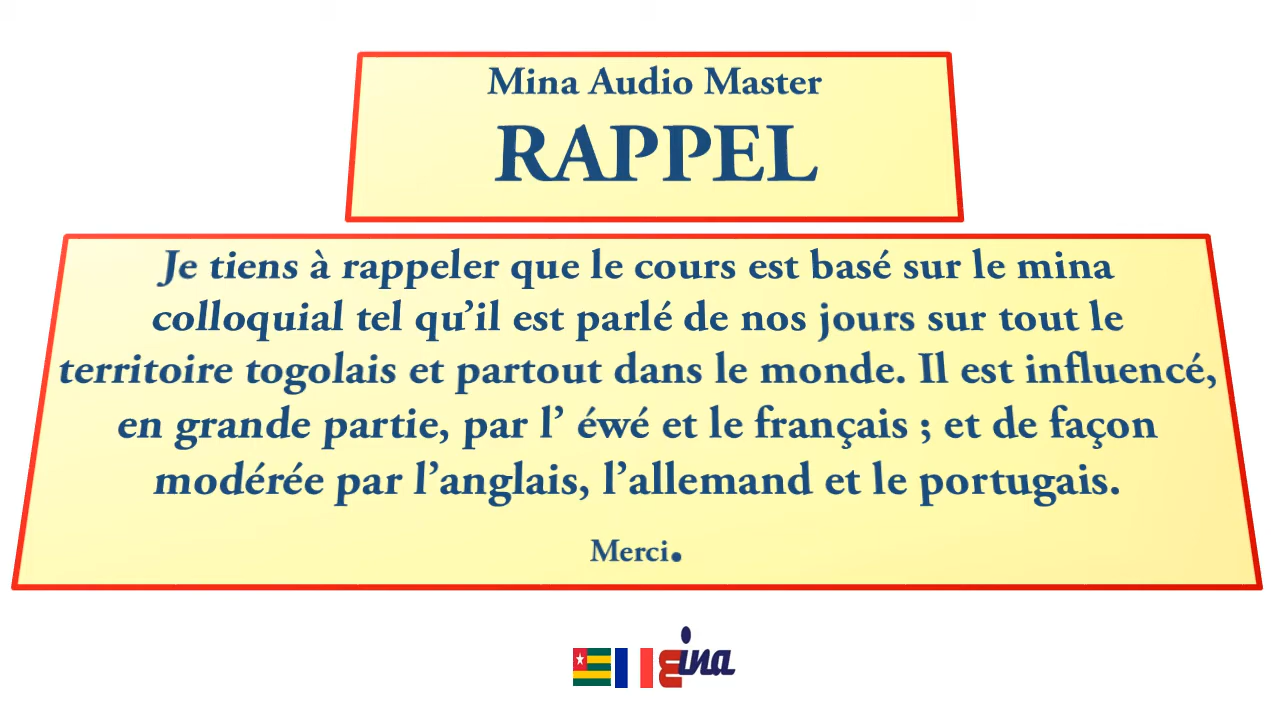 Mina Audio Master
RAPPEL
Je tiens à rappeler que le cours est basé sur le mina
colloquial tel qu’il est parlé de nos jours sur tout le
territoire togolais et partout dans le monde. Il est influencé,
en grande partie, par l’ éwé et le français ; et de façon
modérée par l’anglais, l’allemand et le portugais.
Merci.
mina